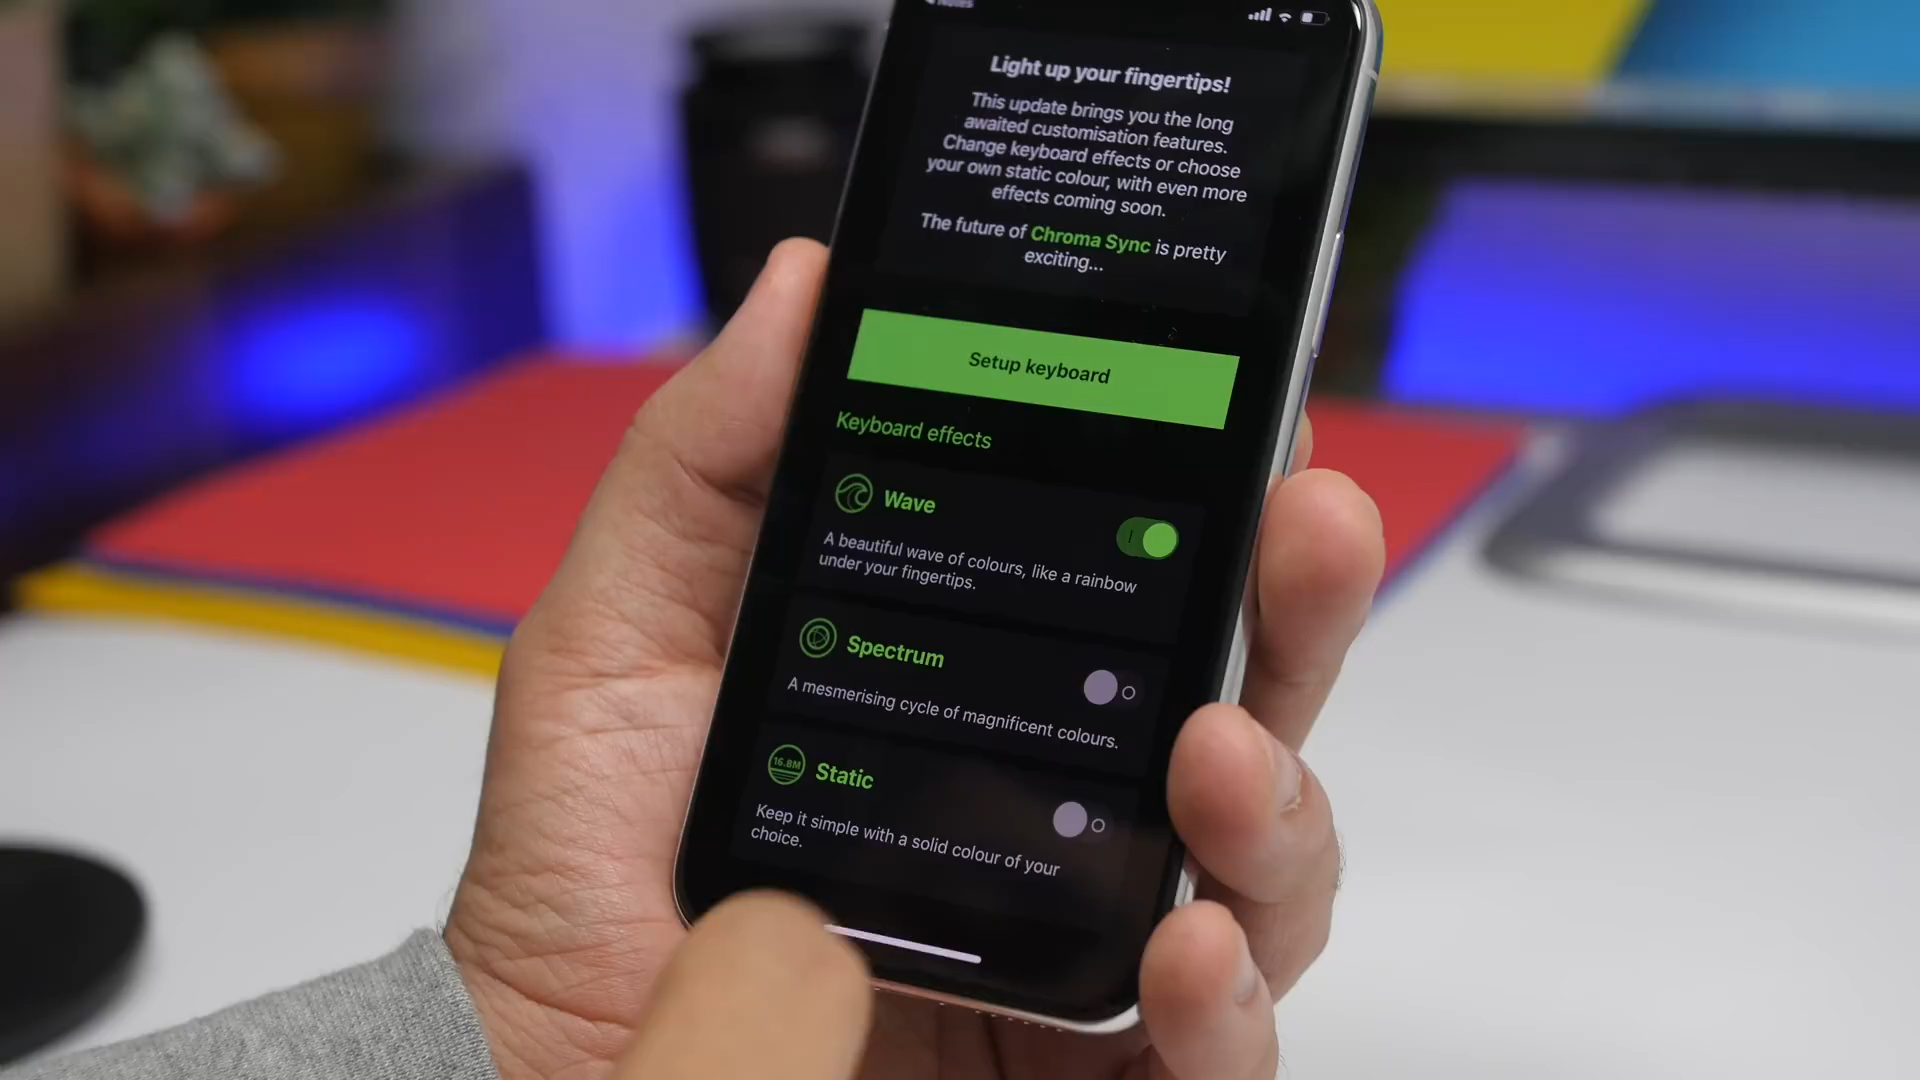 Notes
Light up your fingertips!
This update brings you the long
awaited customisation features.
Change keyboard effects or choose
your own static colour, with even more
effects coming soon.
The future of Chroma Sync is pretty
exciting...
Setup keyboard
Keyboard effects
Wave
A beautiful wave of colours, like a rainbow
under your fingertips.
Spectrum
A mesmerising cycle of magnificent colours.
16.8M
Static
Keep it simple with a solid colour of your
choice.